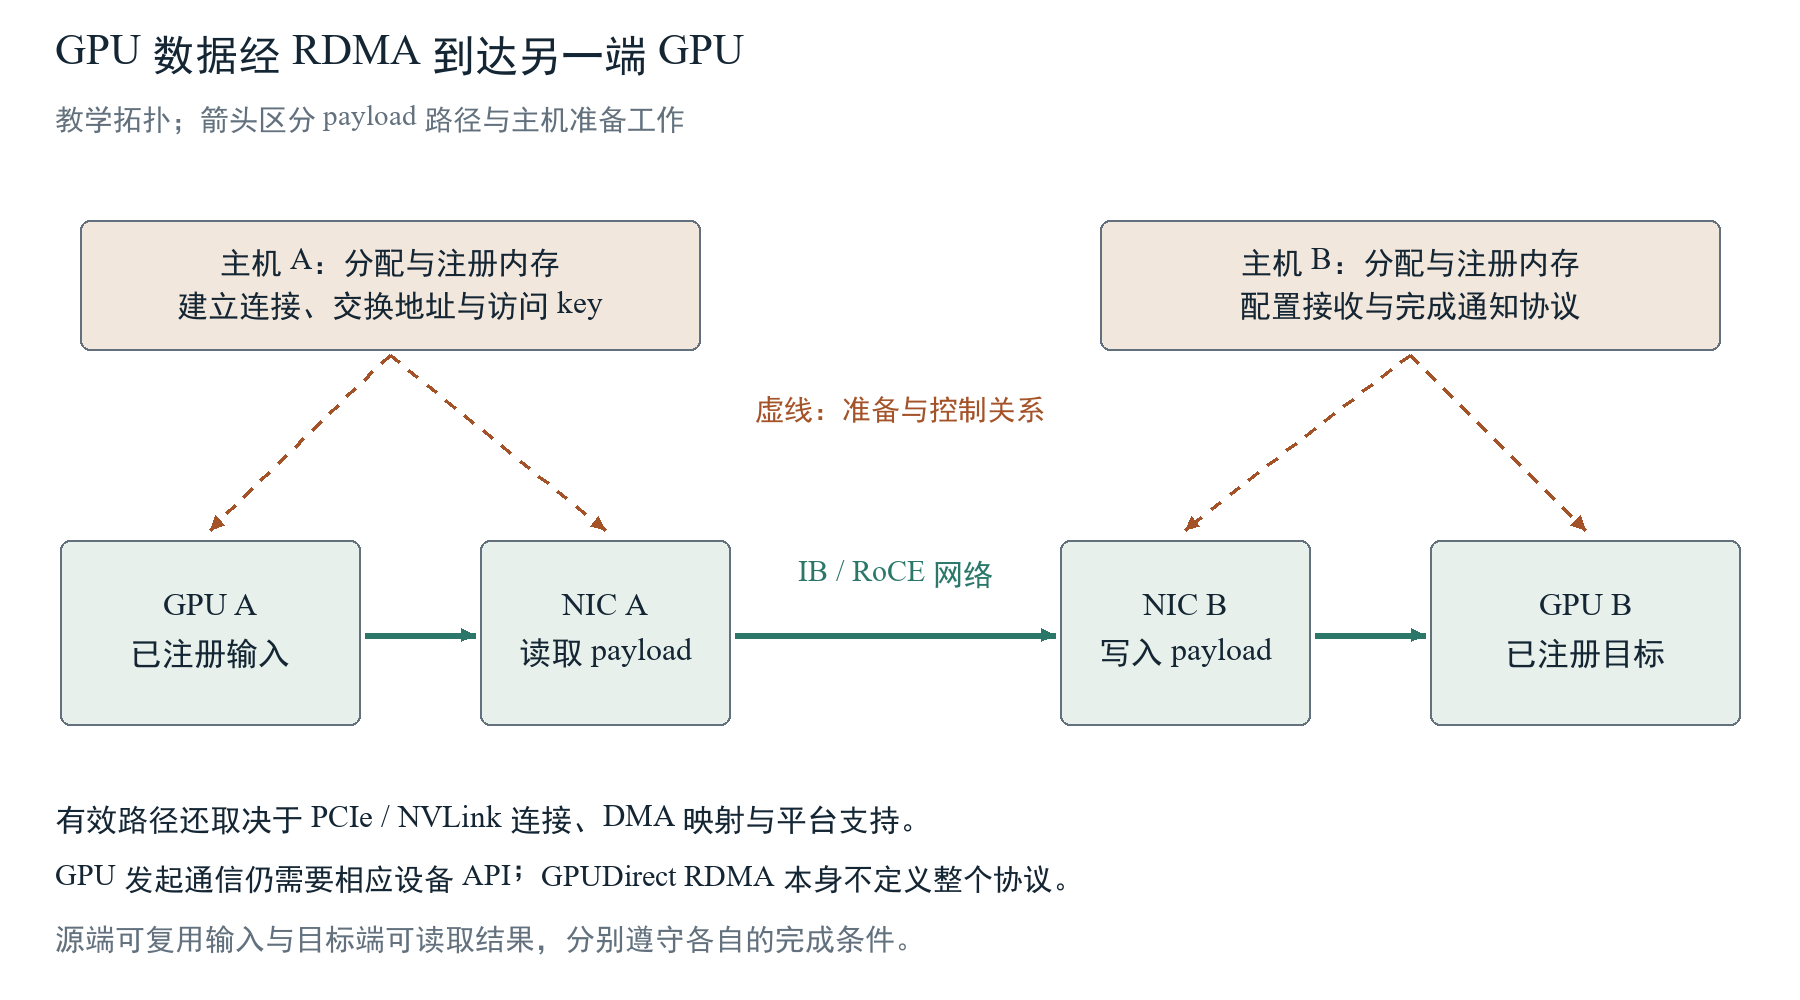 GPU 数据经 RDMA 到达另一端 GPU
教学拓扑；箭头区分 payload 路径与主机准备工作
主机 A：分配与注册内存
建立连接、交换地址与访问 key
主机 B：分配与注册内存
配置接收与完成通知协议
虚线：准备与控制关系
IB / RoCE 网络
GPU A
已注册输入
NIC A
读取 payload
NIC B
写入 payload
GPU B
已注册目标
有效路径还取决于 PCIe / NVLink 连接、DMA 映射与平台支持。
GPU 发起通信仍需要相应设备 API；GPUDirect RDMA 本身不定义整个协议。
源端可复用输入与目标端可读取结果，分别遵守各自的完成条件。